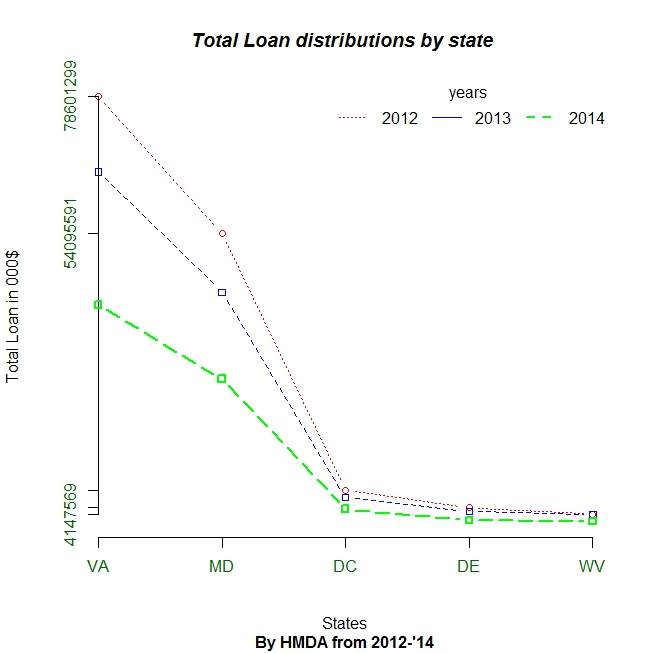 Total Loan distributions by state
years
2012 2013 2014
78601299
54095591
4147569
Total Loan in 000$
VA MD DC DE WV
States
By HMDA from 2012-'14